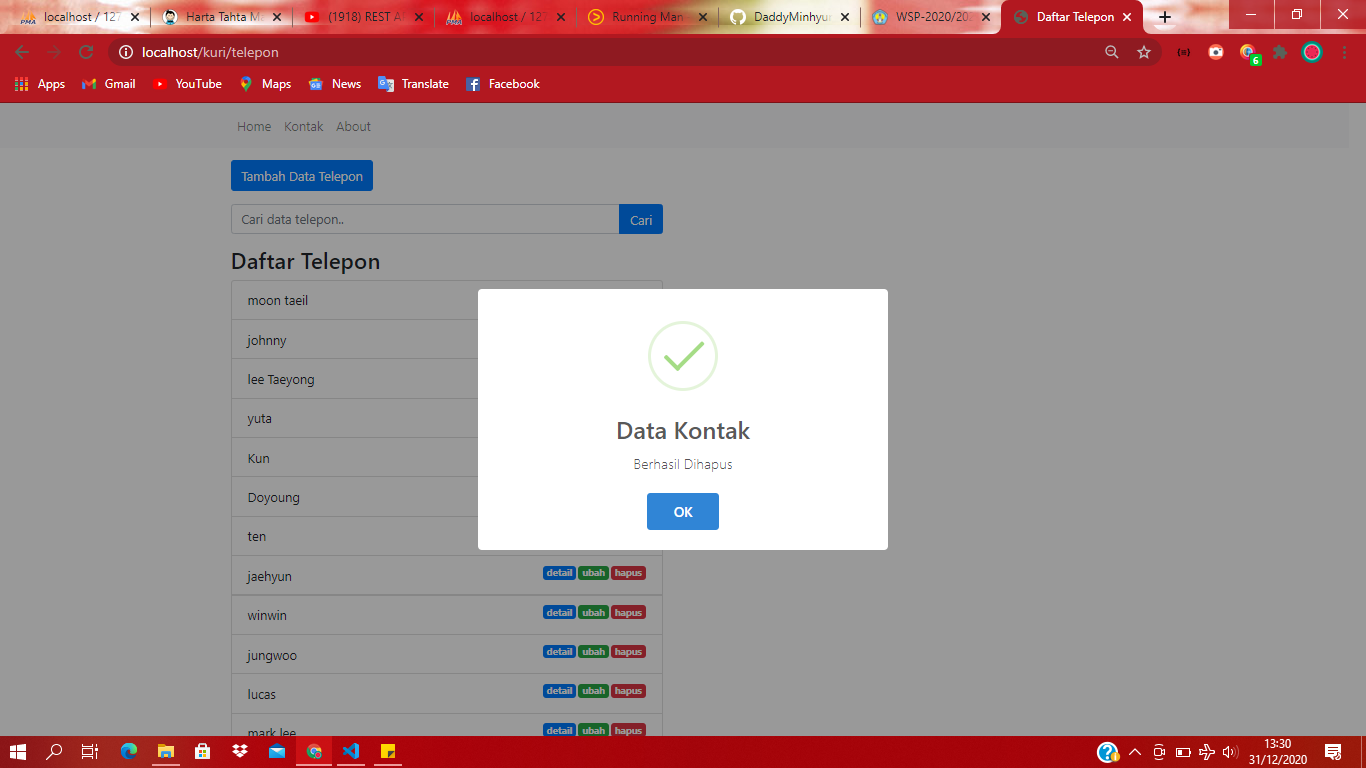 localhost / 127
Harta Tahta Ma
(1918) REST A
localhost / 127
Running Man
DaddyMinhyun
WSP-2020/202
Daftar Telepon
localhost/kuri/telepon
6
Apps
Gmail
YouTube
Maps
News
Translate
Facebook
Home Kontak About
Tambah Data Telepon
Cari data telepon.. Cari
Daftar Telepon
moon taeil
johnny
lee Taeyong
yuta
Kun
Doyoung
ten
jaehyun detail ubah hapus
winwin detail ubah hapus
jungwoo detail ubah hapus
lucas detail ubah hapus
mark lee detail ubah hapus
Data Kontak
Berhasil Dihapus
OK
13:30
31/12/2020